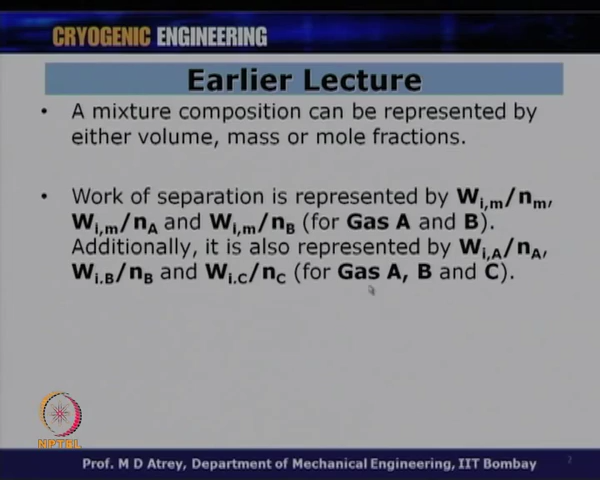 CRYOGENIC ENGINEERING
Earlier Lecture
• A mixture composition can be represented by
either volume, mass or mole fractions.
• Work of separation is represented by Wi,m/nm,
Wi,m/nA and Wi,m/nB (for Gas A and B).
Additionally, it is also represented by Wi,A/nA,
Wi.B/nB and Wi.C/nC (for Gas A, B and C).
NPTEL
Prof. M D Atrey, Department of Mechanical Engineering, IIT Bombay
2